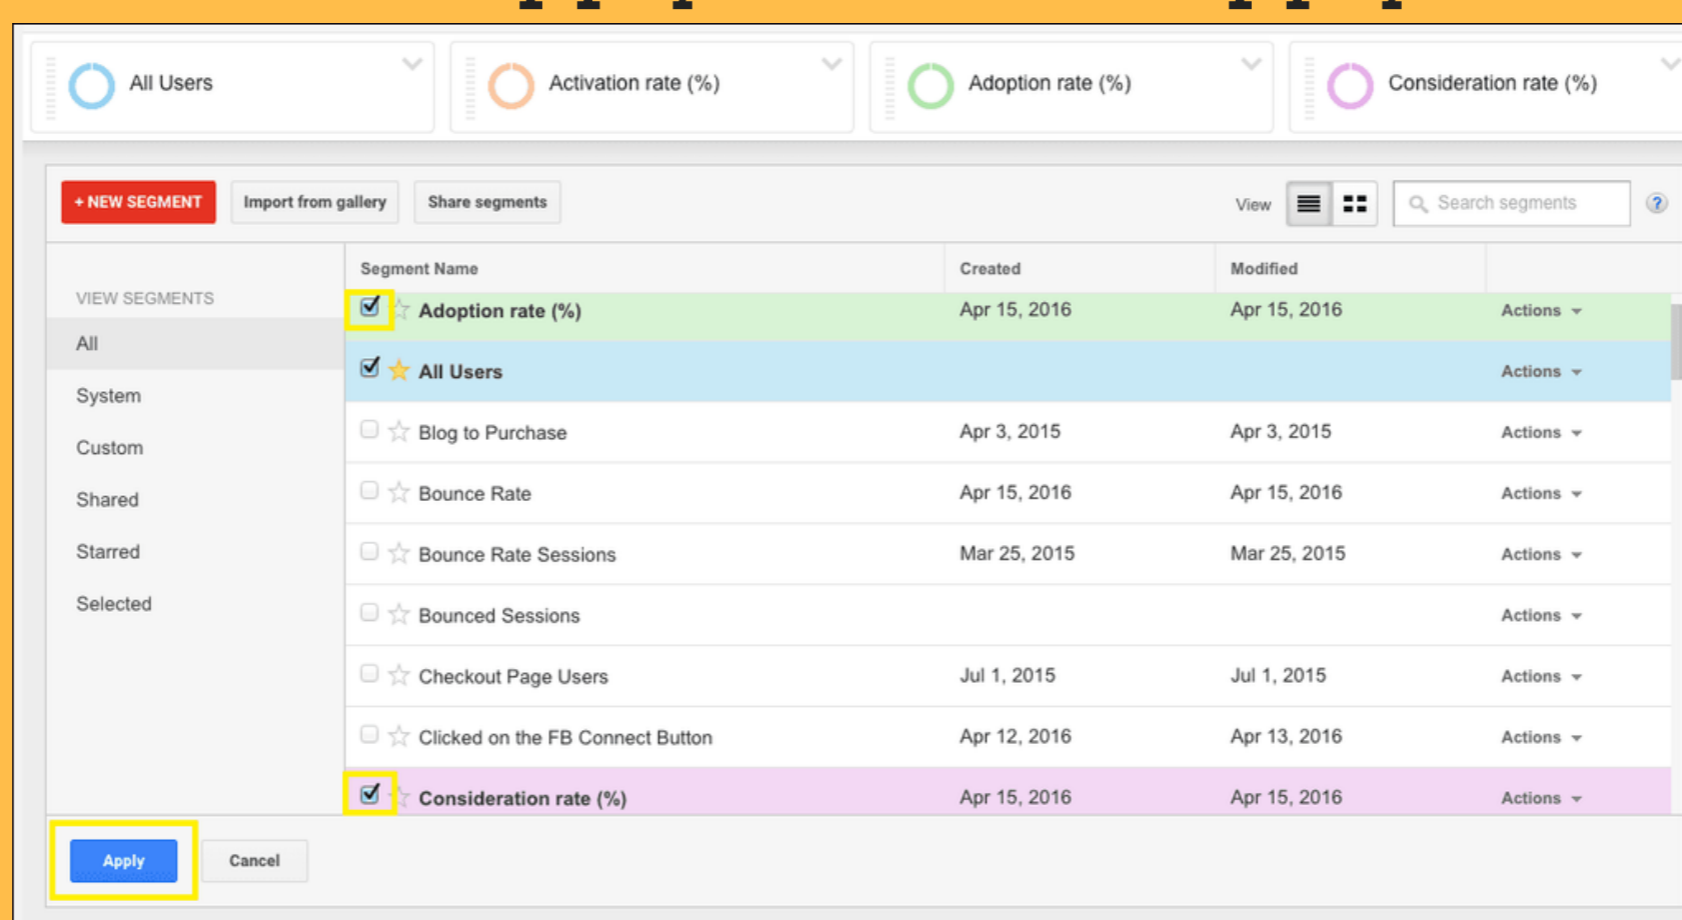 All Users
Activation rate (%)
Adoption rate (%)
Consideration rate (%)
+ NEW SEGMENT Import from gallery Share segments View Search segments ?
Segment Name Created Modified
VIEW SEGMENTS
All
System
Custom
Shared
Starred
Selected
Adoption rate (%) Apr 15, 2016 Apr 15, 2016 Actions
All Users Actions
Blog to Purchase Apr 3, 2015 Apr 3, 2015 Actions
Bounce Rate Apr 15, 2016 Apr 15, 2016 Actions
Bounce Rate Sessions Mar 25, 2015 Mar 25, 2015 Actions
Bounced Sessions Actions
Checkout Page Users Jul 1, 2015 Jul 1, 2015 Actions
Clicked on the FB Connect Button Apr 12, 2016 Apr 13, 2016 Actions
Consideration rate (%) Apr 15, 2016 Apr 15, 2016 Actions
Apply Cancel